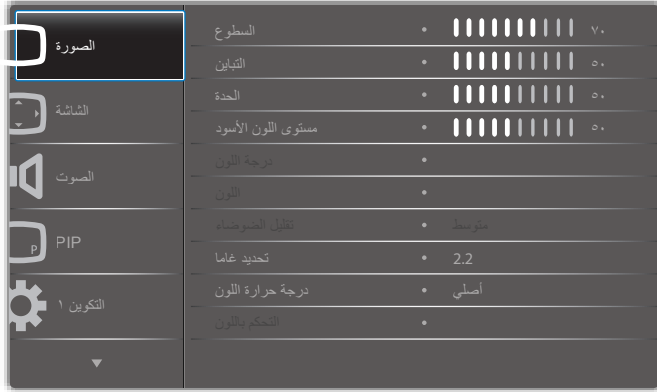 الصورة
الشاشة
الصوت
PIP
P
التكوين ١
السطوع • ٧٠
التباين • ٥٠
الحدة • ٥٠
مستوى اللون الأسود • ٥٠
درجة اللون •
اللون •
تقليل الضوضاء • متوسط
تحديد غاما • 2.2
درجة حرارة اللون • أصلي
التحكم باللون •